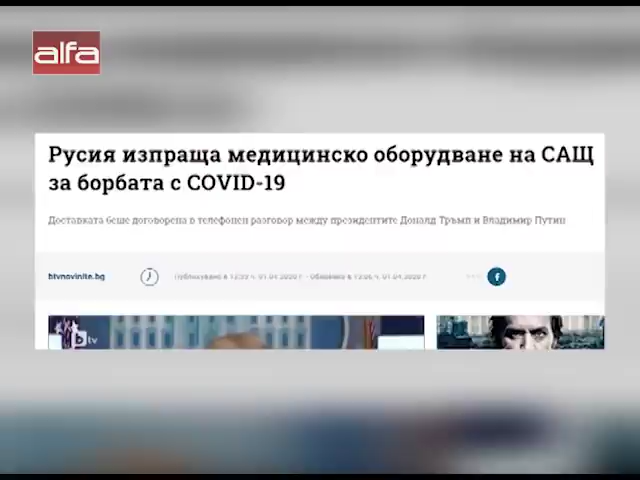 alfa
Русия изпраща медицинско оборудване на САЩ
за борбата с COVID-19
Доставката беше договорена в телефонен разговор между президентите Доналд Тръмп и Владимир Путин
btvnovinite.bg
f
b tv